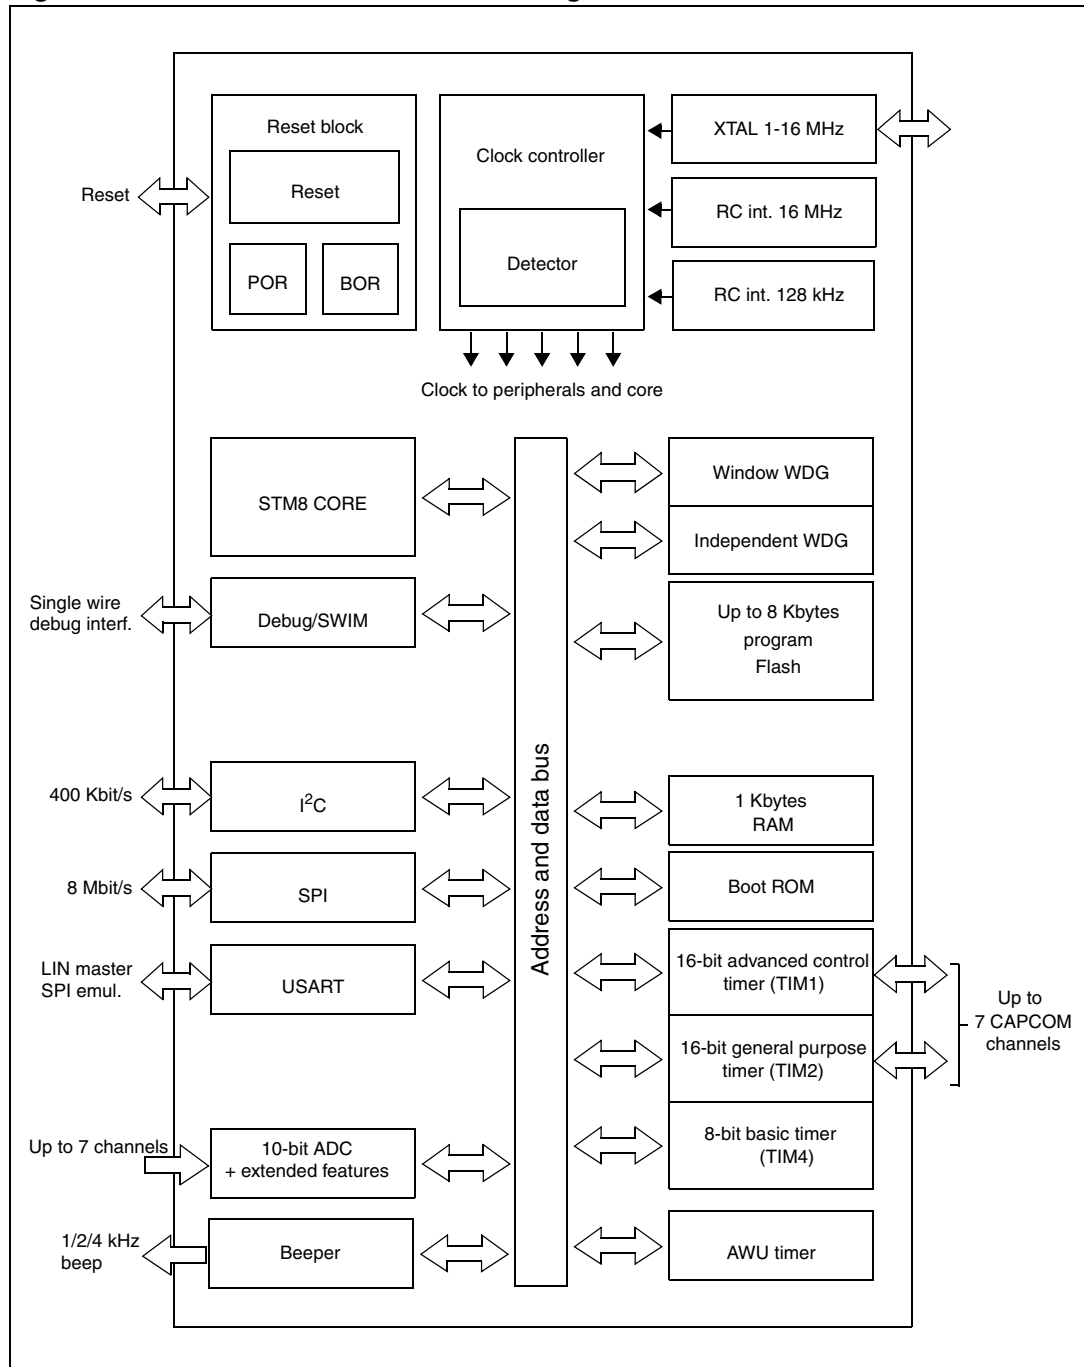 Reset block
Reset
POR
BOR
Reset
Clock controller
Detector
XTAL 1-16 MHz
RC int. 16 MHz
RC int. 128 kHz
Clock to peripherals and core
STM8 CORE
Single wire
debug interf.
Debug/SWIM
400 Kbit/s
I²C
8 Mbit/s
SPI
LIN master
SPI emul.
USART
Up to 7 channels
10-bit ADC
+ extended features
1/2/4 kHz
beep
Beeper
Address and data bus
Window WDG
Independent WDG
Up to 8 Kbytes
program
Flash
1 Kbytes
RAM
Boot ROM
16-bit advanced control
timer (TIM1)
16-bit general purpose
timer (TIM2)
8-bit basic timer
(TIM4)
AWU timer
Up to
7 CAPCOM
channels